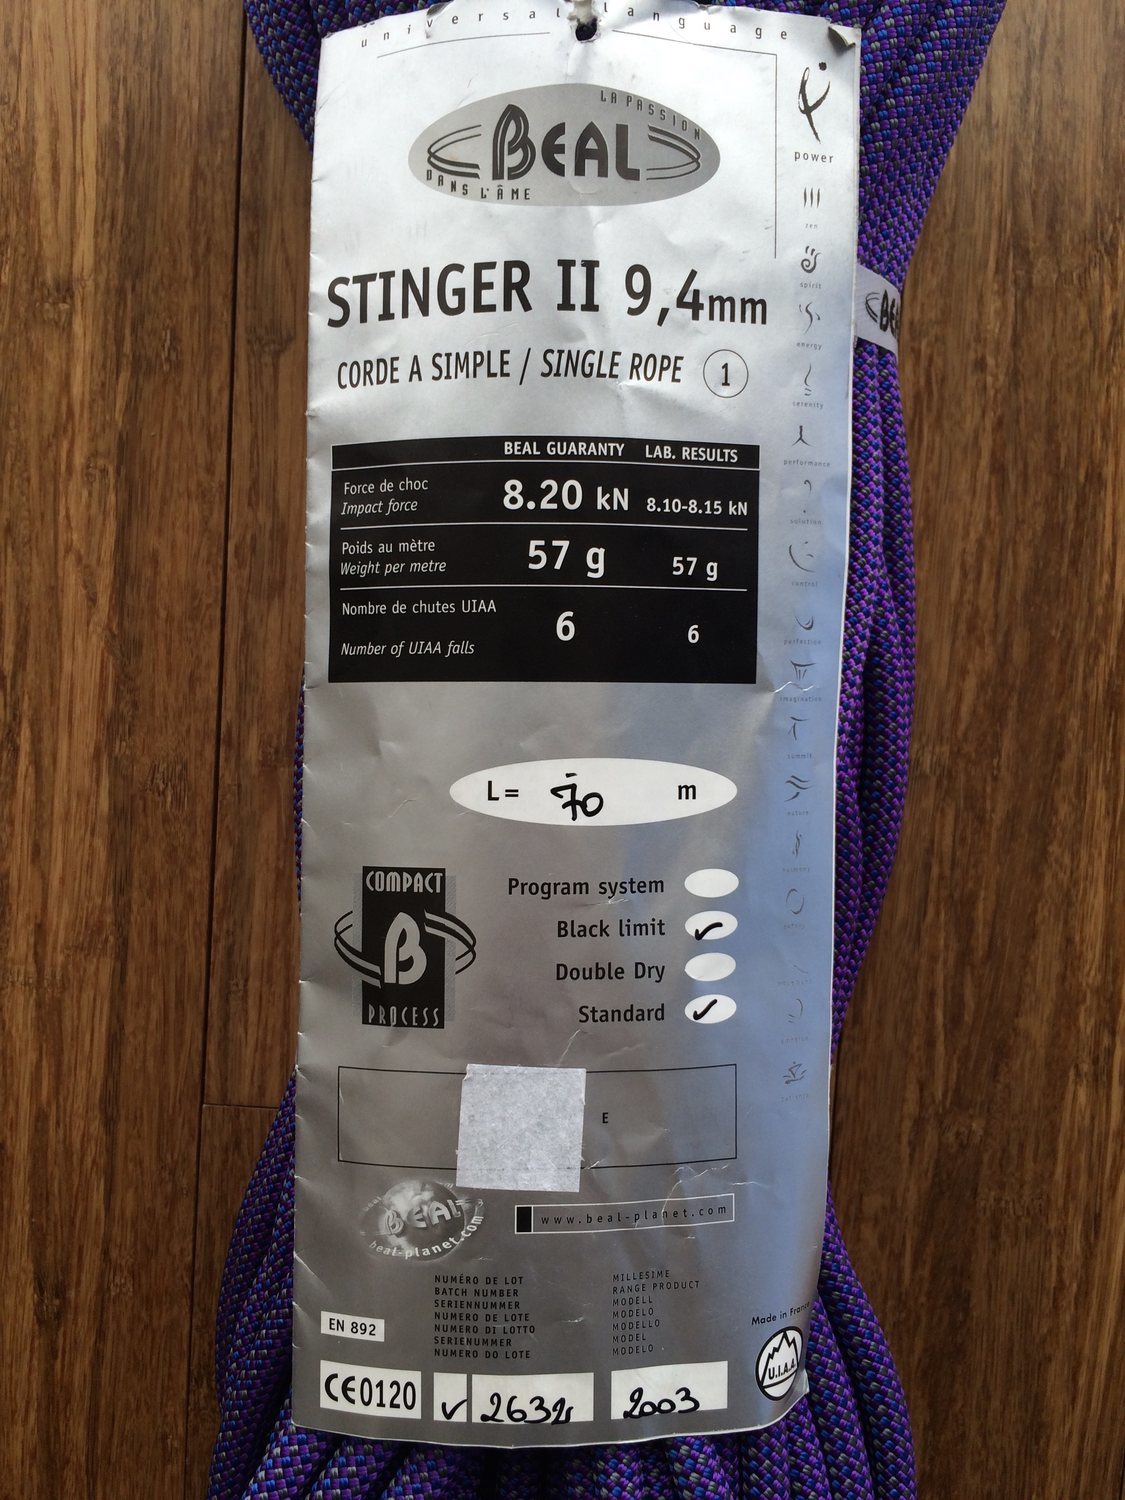 universal language
LA PASSION
BEAL
DANS L'ÂME
power
zen
spirit
energy
serenity
performance
solution
control
perfection
imagination
summit
nature
harmony
STINGER II 9,4mm
CORDE A SIMPLE / SINGLE ROPE 1
BEAL GUARANTY LAB. RESULTS
Force de choc
Impact force
8.20 kN 8.10-8.15 kN
Poids au mètre
Weight per metre
57 g 57 g
Nombre de chutes UIAA
Number of UIAA falls
6 6
L= 70 m
COMPACT
B
PROCESS
Program system
Black limit ✓
Double Dry
Standard ✓
E
BEAL
beal-planet.com
www.beal-planet.com
NUMÉRO DE LOT
BATCH NUMBER
SERIENNUMMER
NUMERO DE LOTE
NUMERO DI LOTTO
SERIENUMMER
NUMERO DO LOTE
MILLESIME
RANGE PRODUCT
MODELL
MODELO
MODELLO
MODEL
MODELO
Made in France
U.I.A.A.
EN 892
CE0120 ✓ 2003